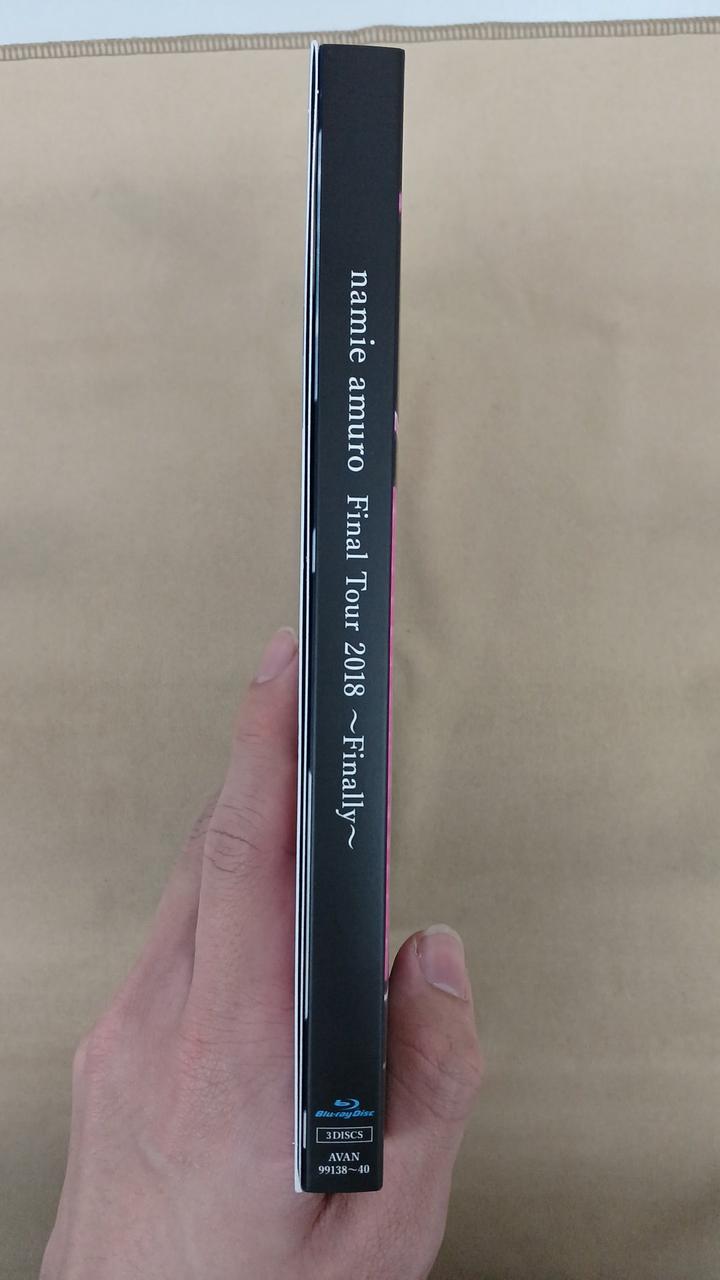 namie amuro Final Tour 2018 ～Finally～
Blu-ray Disc
3 DISCS
AVAN
99138～40